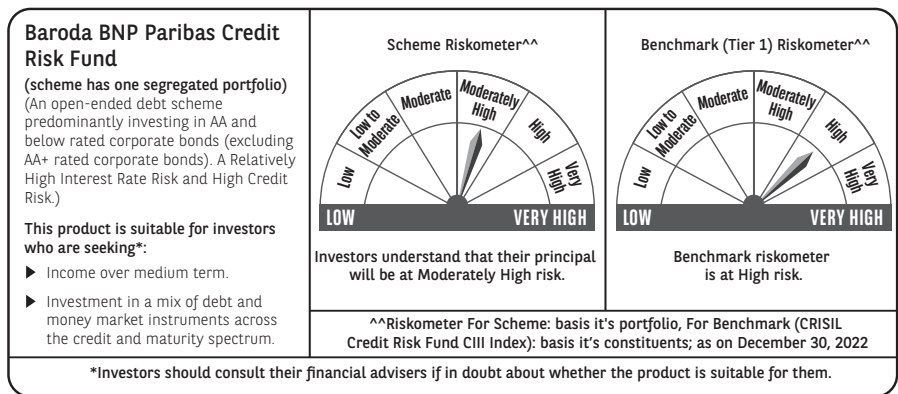 Baroda BNP Paribas Credit
Risk Fund
(scheme has one segregated portfolio)
(An open-ended debt scheme
predominantly investing in AA and
below rated corporate bonds (excluding
AA+ rated corporate bonds). A Relatively
High Interest Rate Risk and High Credit
Risk.)
This product is suitable for investors
who are seeking*:
▶ Income over medium term.
▶ Investment in a mix of debt and
money market instruments across
the credit and maturity spectrum.
Scheme Riskometer^^
Low
Low to
Moderate
Moderate
Moderately
High
High
Very
High
LOW VERY HIGH
Investors understand that their principal
will be at Moderately High risk.
Benchmark (Tier 1) Riskometer^^
Low
Low to
Moderate
Moderate
Moderately
High
High
Very
High
LOW VERY HIGH
Benchmark riskometer
is at High risk.
^^Riskometer For Scheme: basis it's portfolio, For Benchmark (CRISIL
Credit Risk Fund CIII Index): basis it's constituents; as on December 30, 2022
*Investors should consult their financial advisers if in doubt about whether the product is suitable for them.